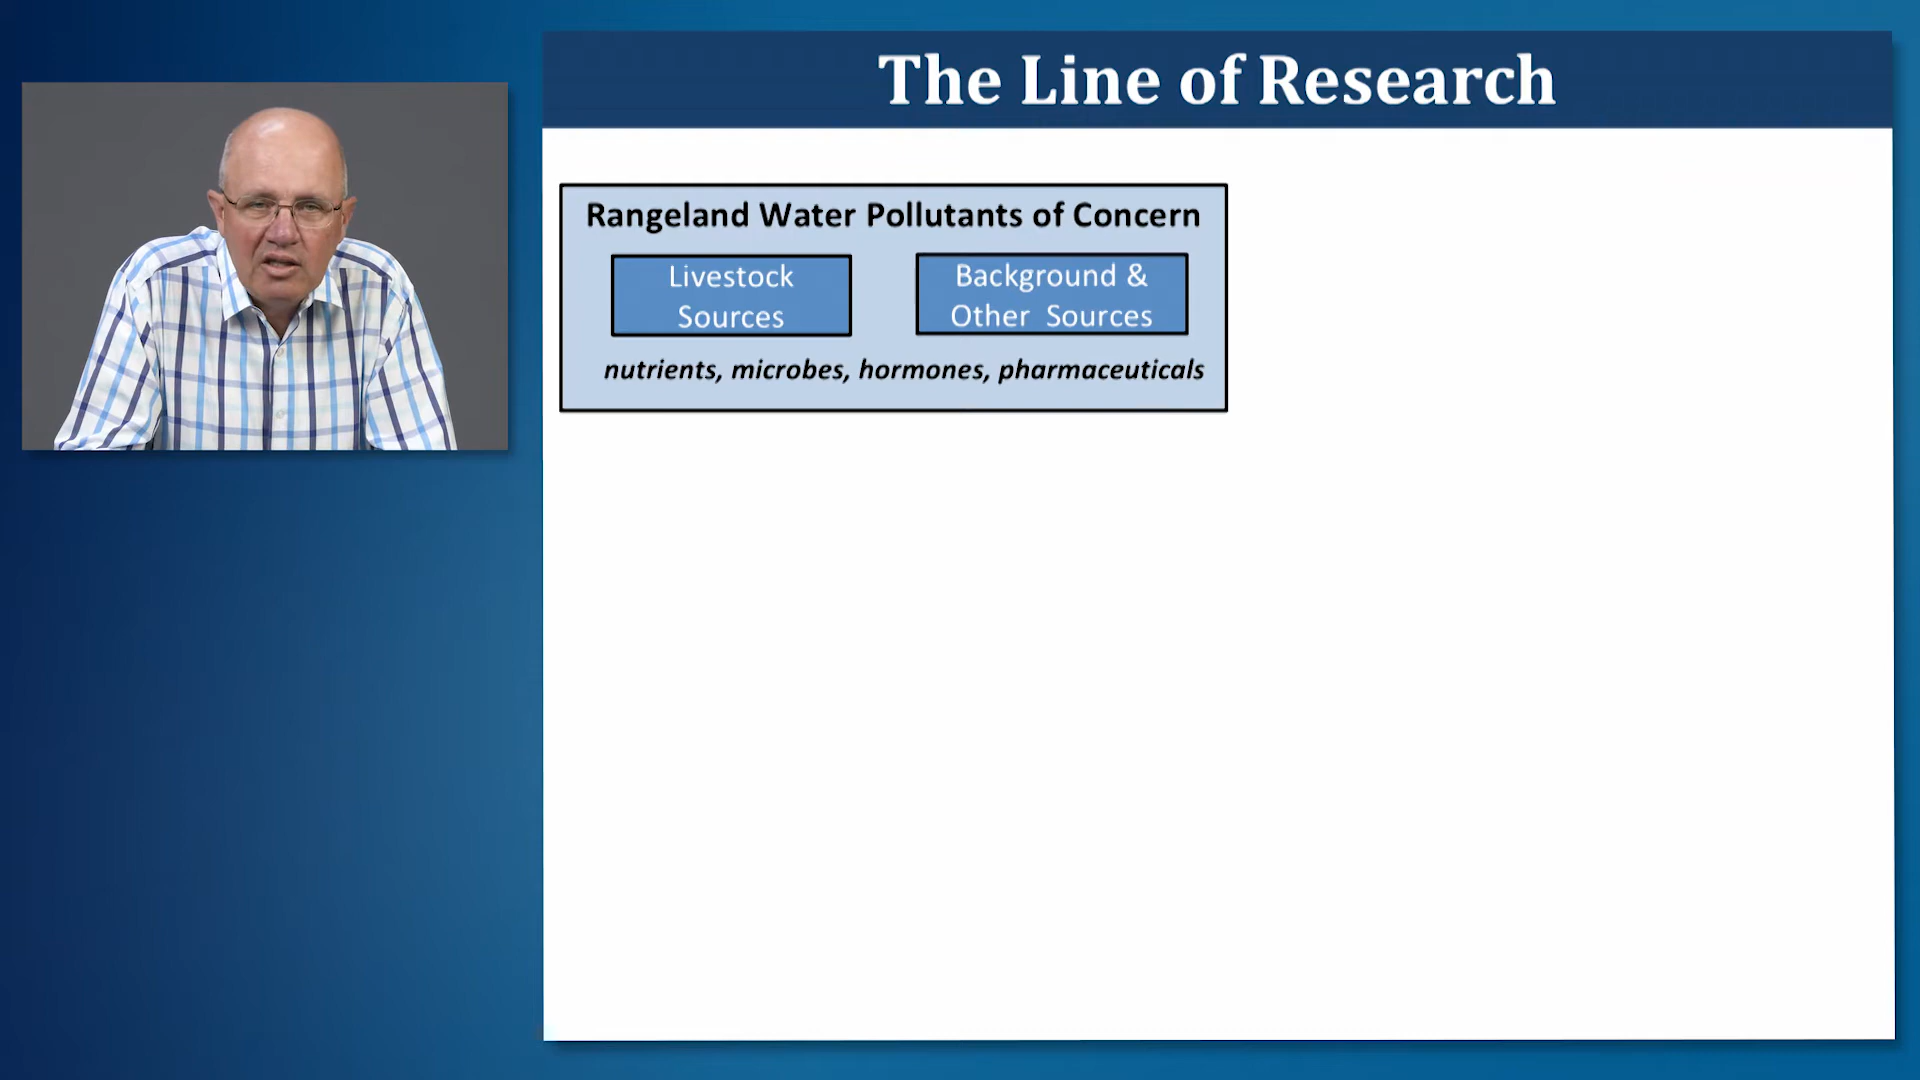 The Line of Research
Rangeland Water Pollutants of Concern
Livestock
Sources
Background &
Other Sources
nutrients, microbes, hormones, pharmaceuticals